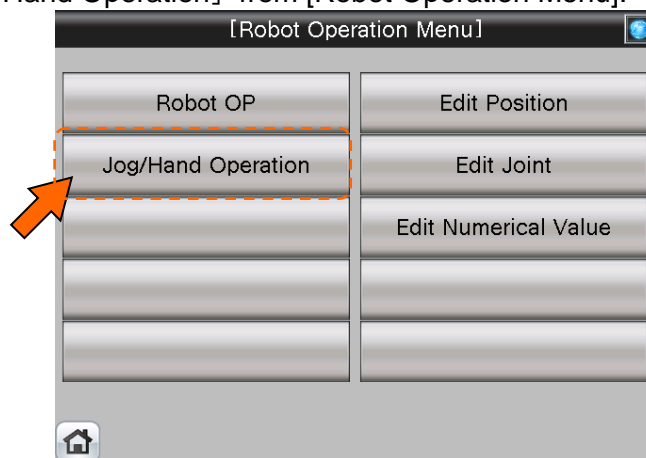 Hand Operation］ from [Robot Operation Menu].
[Robot Operation Menu]
Robot OP
Edit Position
Jog/Hand Operation
Edit Joint
Edit Numerical Value